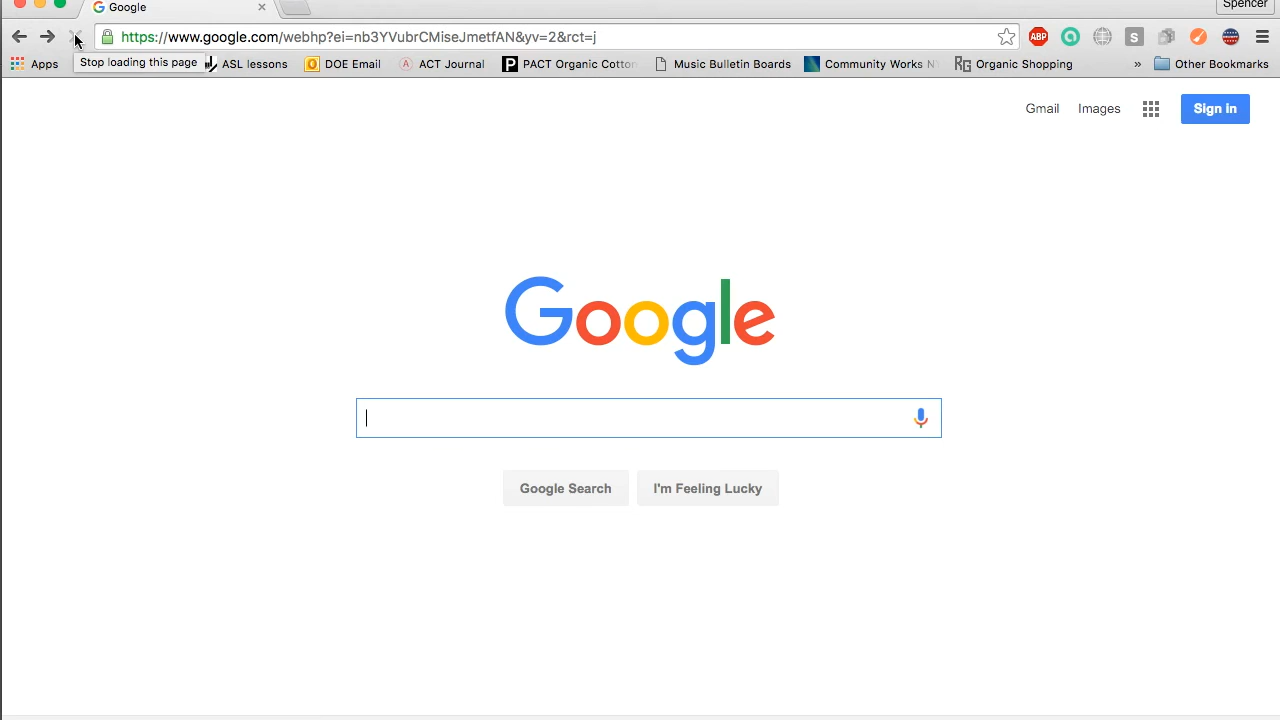 Google
Spencer
https://www.google.com/webhp?ei=nb3YVubrCMiseJmetfAN&yv=2&rct=j
ABP
S
Apps
Stop loading this page
ASL lessons
DOE Email
ACT Journal
PACT Organic Cotton
Music Bulletin Boards
Community Works N
RG Organic Shopping
»
Other Bookmarks
Gmail
Images
Sign in
Google
Google Search
I'm Feeling Lucky